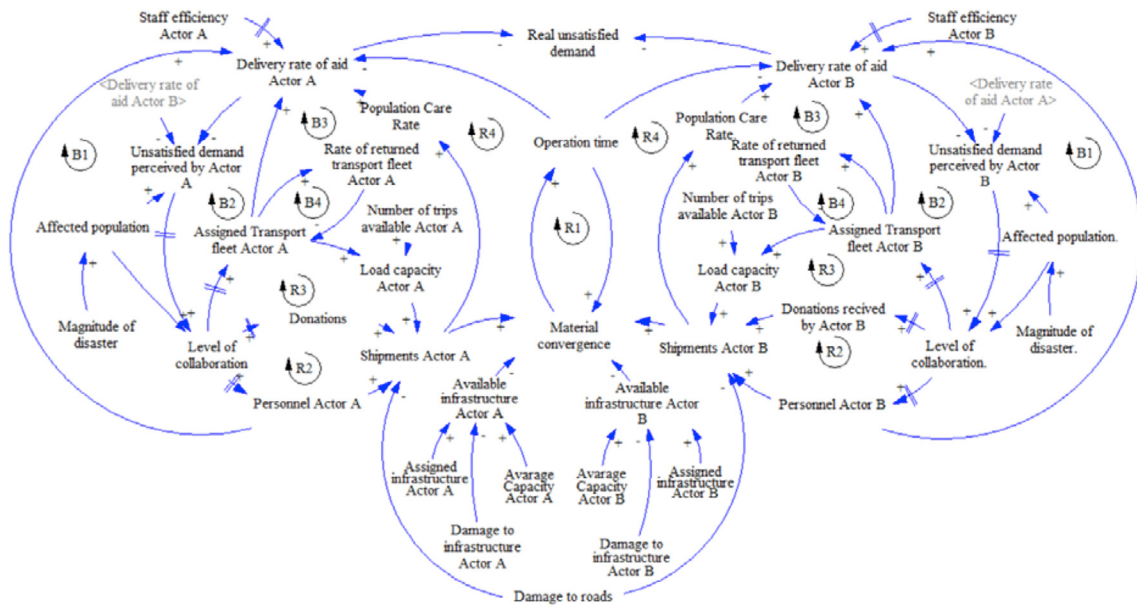 Staff efficiency
Actor A
Delivery rate of aid
Actor A
Real unsatisfied
demand
Staff efficiency
Actor B
Delivery rate of aid
Actor B
<Delivery rate of
aid Actor B>
<Delivery rate
of aid Actor A>
Population Care
Rate
Population Care
Rate
B1
B3
R4
Operation time
R4
B3
B1
Unsatisfied demand
perceived by Actor
A
Rate of returned
transport fleet
Actor A
Rate of returned
transport fleet Actor
B
Unsatisfied demand
perceived by Actor
B
B2
B4
B4
B2
Affected population
Assigned Transport
fleet Actor A
Number of trips
available Actor A
R1
Number of trips
available Actor B
Assigned Transport
fleet Actor B
Affected population.
Load capacity
Actor A
Load capacity
Actor B
R3
R3
Magnitude of
disaster
Donations
Donations recived
by Actor B
Magnitude of
disaster.
Level of
collaboration
Shipments Actor A
Material
convergence
Shipments Actor B
Level of
collaboration.
R2
R2
Personnel Actor A
Available
infrastructure
Actor A
Available
infrastructure Actor
B
Personnel Actor B
Assigned
infrastructure
Actor A
Avarage
Capacity
Actor A
Avarage
Capacity Actor
B
Assigned
infrastructure
Actor B
Damage to
infrastructure
Actor A
Damage to
infrastructure
Actor B
Damage to roads